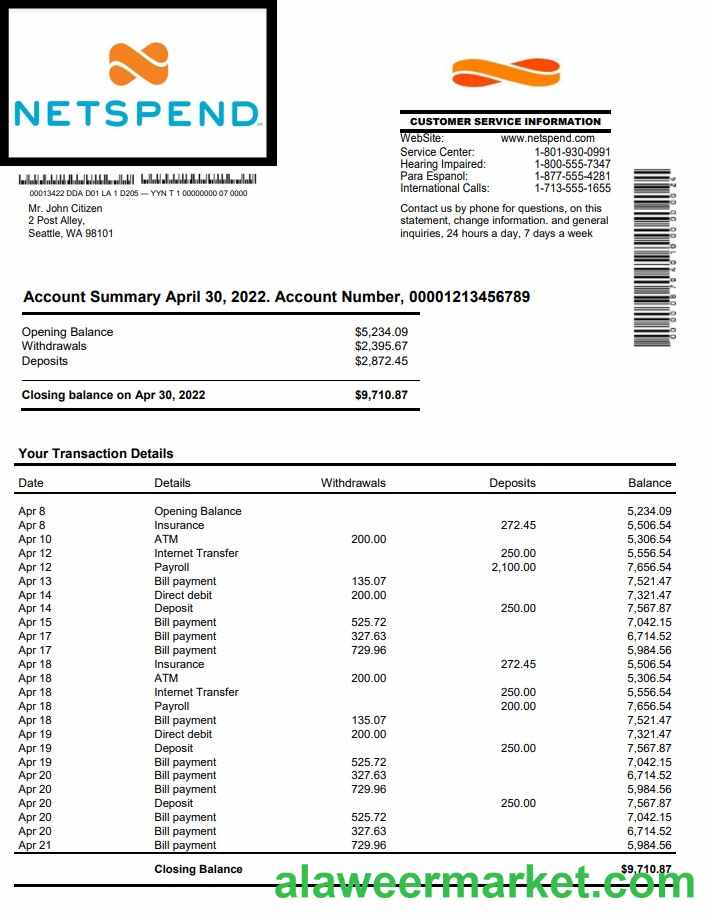 NETSPEND
CUSTOMER SERVICE INFORMATION
WebSite: www.netspend.com
Service Center: 1-801-930-0991
Hearing Impaired: 1-800-555-7347
Para Espanol: 1-877-555-4281
International Calls: 1-713-555-1655
Contact us by phone for questions, on this
statement, change information. and general
inquiries, 24 hours a day, 7 days a week
00013422 DDA D01 LA 1 D205 — YYN T 1 00000000 07 0000
Mr. John Citizen
2 Post Alley,
Seattle, WA 98101
Account Summary April 30, 2022. Account Number, 00001213456789
Opening Balance $5,234.09
Withdrawals $2,395.67
Deposits $2,872.45
Closing balance on Apr 30, 2022 $9,710.87
Your Transaction Details
Date Details Withdrawals Deposits Balance
Apr 8 Opening Balance 5,234.09
Apr 8 Insurance 272.45 5,506.54
Apr 10 ATM 200.00 5,306.54
Apr 12 Internet Transfer 250.00 5,556.54
Apr 12 Payroll 2,100.00 7,656.54
Apr 13 Bill payment 135.07 7,521.47
Apr 14 Direct debit 200.00 7,321.47
Apr 14 Deposit 250.00 7,567.87
Apr 15 Bill payment 525.72 7,042.15
Apr 17 Bill payment 327.63 6,714.52
Apr 17 Bill payment 729.96 5,984.56
Apr 18 Insurance 272.45 5,506.54
Apr 18 ATM 200.00 5,306.54
Apr 18 Internet Transfer 250.00 5,556.54
Apr 18 Payroll 200.00 7,656.54
Apr 18 Bill payment 135.07 7,521.47
Apr 19 Direct debit 200.00 7,321.47
Apr 19 Deposit 250.00 7,567.87
Apr 19 Bill payment 525.72 7,042.15
Apr 20 Bill payment 327.63 6,714.52
Apr 20 Bill payment 729.96 5,984.56
Apr 20 Deposit 250.00 7,567.87
Apr 20 Bill payment 525.72 7,042.15
Apr 20 Bill payment 327.63 6,714.52
Apr 21 Bill payment 729.96 5,984.56
Closing Balance $9,710.87
alaweermarket.com